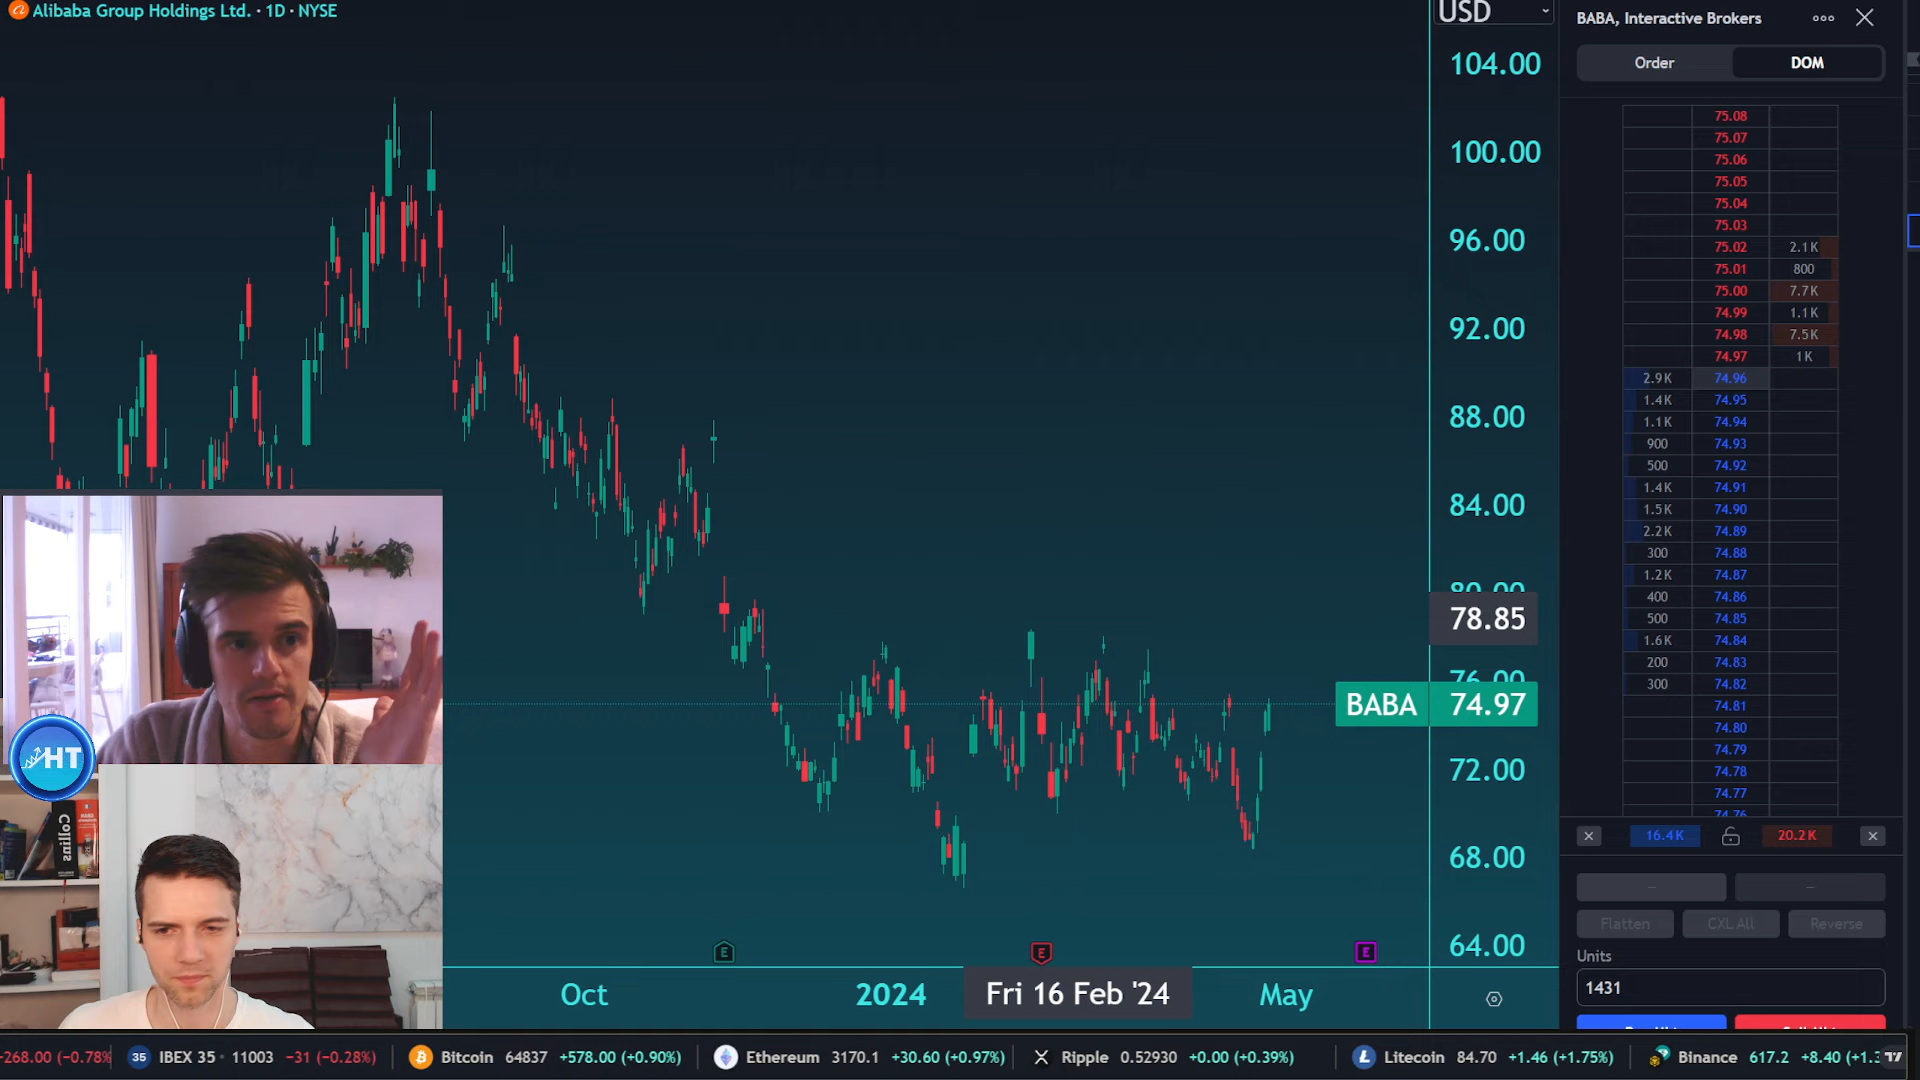 Alibaba Group Holdings Ltd. · 1D · NYSE
USD
104.00
100.00
96.00
92.00
88.00
84.00
80.00
78.85
76.00
BABA 74.97
72.00
68.00
64.00
E E E
Oct 2024 Fri 16 Feb '24 May
BABA, Interactive Brokers
Order DOM
75.08
75.07
75.06
75.05
75.04
75.03
75.02 2.1K
75.01 800
75.00 7.7K
74.99 1.1K
74.98 7.5K
74.97 1K
2.9K 74.96
1.4K 74.95
1.1K 74.94
900 74.93
500 74.92
1.4K 74.91
1.5K 74.90
2.2K 74.89
300 74.88
1.2K 74.87
400 74.86
500 74.85
1.6K 74.84
200 74.83
300 74.82
74.81
74.80
74.79
74.78
74.77
74.76
16.4K 20.2K
Flatten CXL All Reverse
Units
1431
HT
Collins
-268.00 (-0.78% 35 IBEX 35 · 11003 -31 (-0.28%) Bitcoin 64837 +578.00 (+0.90%) Ethereum 3170.1 +30.60 (+0.97%) Ripple 0.52930 +0.00 (+0.39%) Litecoin 84.70 +1.46 (+1.75%) Binance 617.2 +8.40 (+1.3